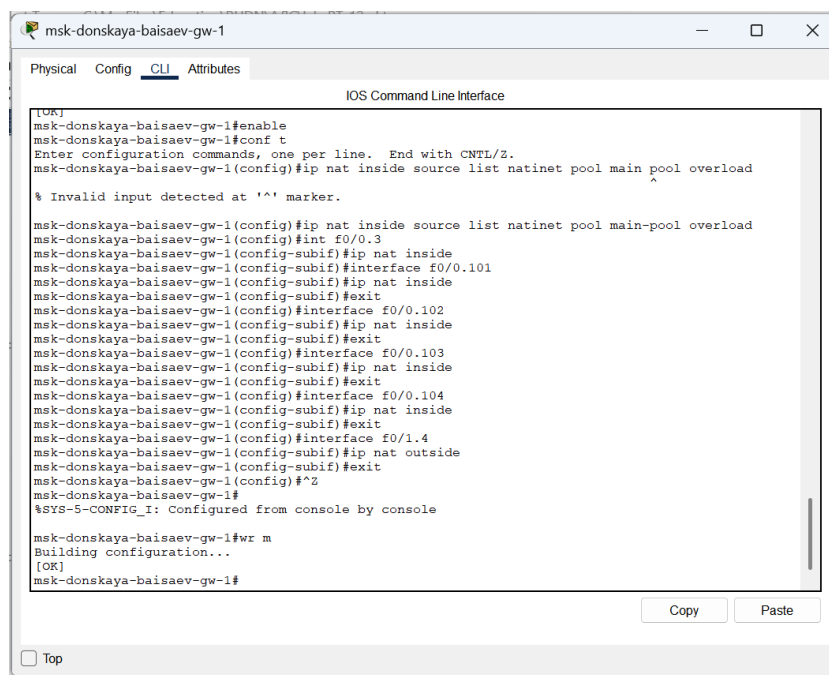 msk-donskaya-baisaev-gw-1
Physical Config CLI Attributes
IOS Command Line Interface
[OK]
msk-donskaya-baisaev-gw-1#enable
msk-donskaya-baisaev-gw-1#conf t
Enter configuration commands, one per line.  End with CNTL/Z.
msk-donskaya-baisaev-gw-1(config)#ip nat inside source list natinet pool main pool overload
^
% Invalid input detected at '^' marker.
msk-donskaya-baisaev-gw-1(config)#ip nat inside source list natinet pool main-pool overload
msk-donskaya-baisaev-gw-1(config)#int f0/0.3
msk-donskaya-baisaev-gw-1(config-subif)#ip nat inside
msk-donskaya-baisaev-gw-1(config-subif)#interface f0/0.101
msk-donskaya-baisaev-gw-1(config-subif)#ip nat inside
msk-donskaya-baisaev-gw-1(config-subif)#exit
msk-donskaya-baisaev-gw-1(config)#interface f0/0.102
msk-donskaya-baisaev-gw-1(config-subif)#ip nat inside
msk-donskaya-baisaev-gw-1(config-subif)#exit
msk-donskaya-baisaev-gw-1(config)#interface f0/0.103
msk-donskaya-baisaev-gw-1(config-subif)#ip nat inside
msk-donskaya-baisaev-gw-1(config-subif)#exit
msk-donskaya-baisaev-gw-1(config)#interface f0/0.104
msk-donskaya-baisaev-gw-1(config-subif)#ip nat inside
msk-donskaya-baisaev-gw-1(config-subif)#exit
msk-donskaya-baisaev-gw-1(config)#interface f0/1.4
msk-donskaya-baisaev-gw-1(config-subif)#ip nat outside
msk-donskaya-baisaev-gw-1(config-subif)#exit
msk-donskaya-baisaev-gw-1(config)#^Z
msk-donskaya-baisaev-gw-1#
%SYS-5-CONFIG_I: Configured from console by console
msk-donskaya-baisaev-gw-1#wr m
Building configuration...
[OK]
msk-donskaya-baisaev-gw-1#
Copy Paste
Top